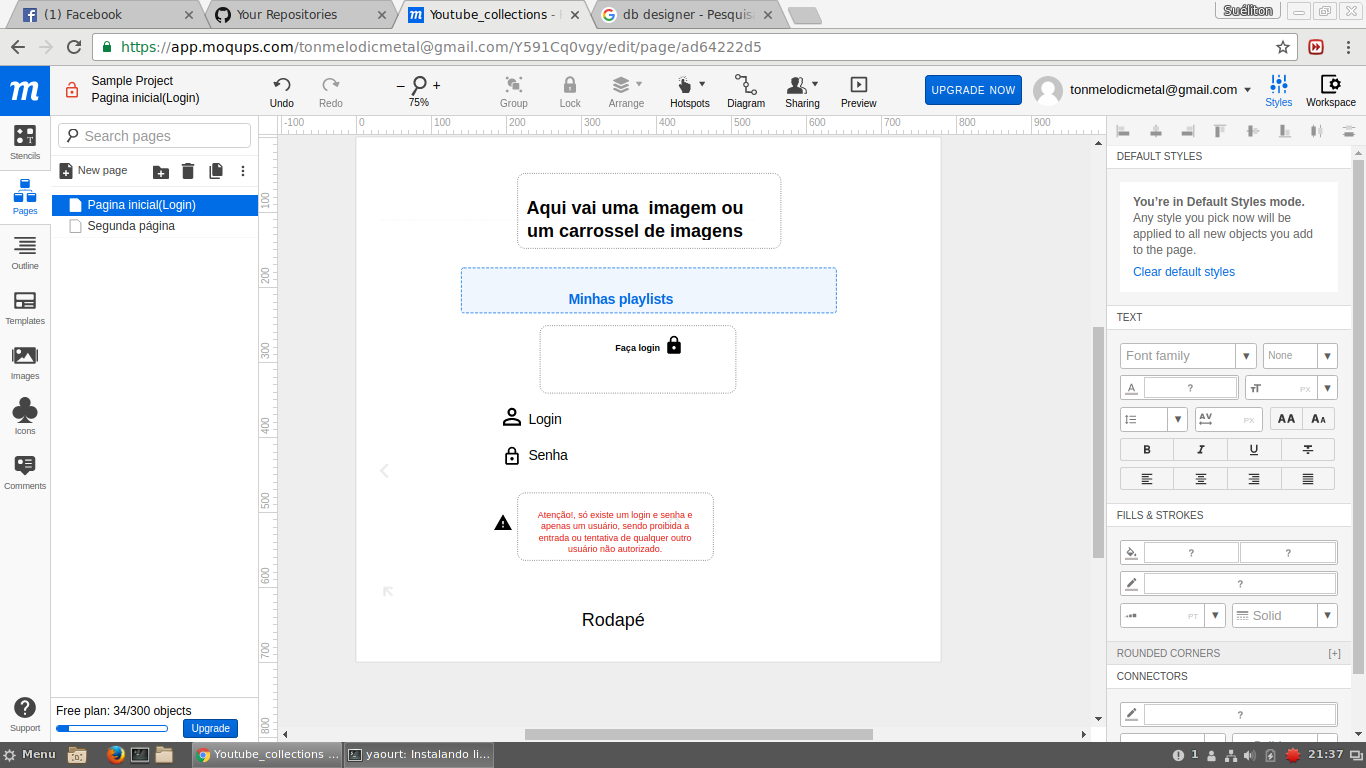 (1) Facebook
Your Repositories
Youtube_collections -
db designer - Pesquis
Suéliton
https://app.moqups.com/tonmelodicmetal@gmail.com/Y591Cq0vgy/edit/page/ad64222d5
m
Sample Project
Pagina inicial(Login)
Undo
Redo
75%
Group
Lock
Arrange
Hotspots
Diagram
Sharing
Preview
UPGRADE NOW
tonmelodicmetal@gmail.com
Styles
Workspace
Stencils
Pages
Outline
Templates
Images
Icons
Comments
Support
Search pages
New page
Pagina inicial(Login)
Segunda página
Free plan: 34/300 objects
Upgrade
-100 0 100 200 300 400 500 600 700 800 900
100
200
300
400
500
600
700
800
Aqui vai uma  imagem ou
um carrossel de imagens
Minhas playlists
Faça login
Login
Senha
Atenção!, só existe um login e senha e
apenas um usuário, sendo proibida a
entrada ou tentativa de qualquer outro
usuário não autorizado.
Rodapé
DEFAULT STYLES
You're in Default Styles mode.
Any style you pick now will be
applied to all new objects you add
to the page.
Clear default styles
TEXT
Font family
None
A ?
TT PX
AV PX
AA AA
B I U T
FILLS & STROKES
? ?
?
PT
Solid
ROUNDED CORNERS [+]
CONNECTORS
?
Menu
Youtube_collections ...
yaourt: Instalando li...
1
21:37